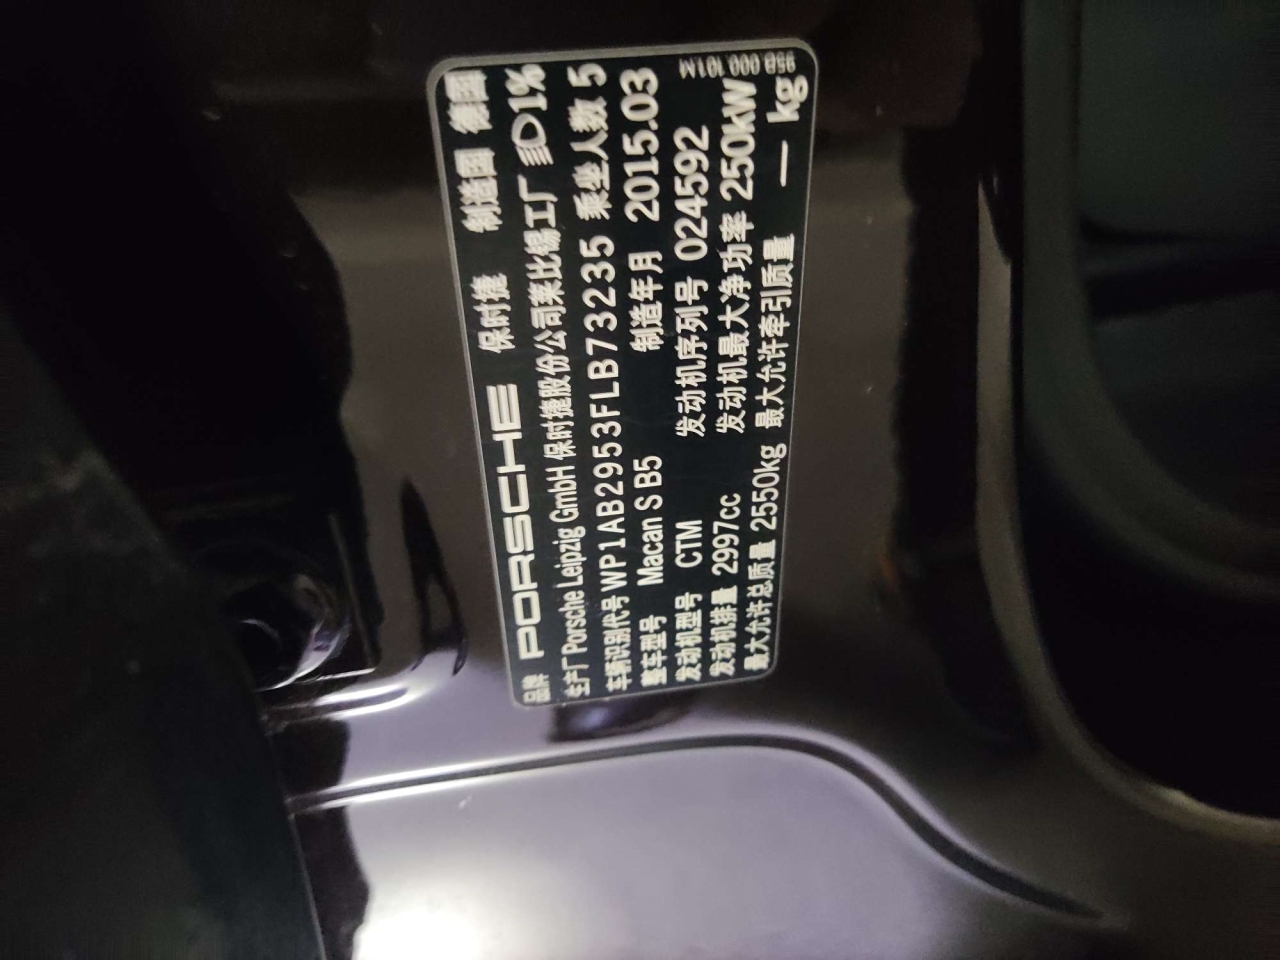 品牌 PORSCHE 保时捷 制造国 德国
生产厂 Porsche Leipzig GmbH 保时捷股份公司莱比锡工厂 1%
车辆识别代号 WP1AB2953FLB73235 乘坐人数 5
整车型号 Macan S B5 制造年月 2015.03
发动机型号 CTM 发动机序列号 024592
发动机排量 2997cc 发动机最大净功率 250kW
最大允许总质量 2550kg 最大允许牵引质量 — kg
95B.000.101.M